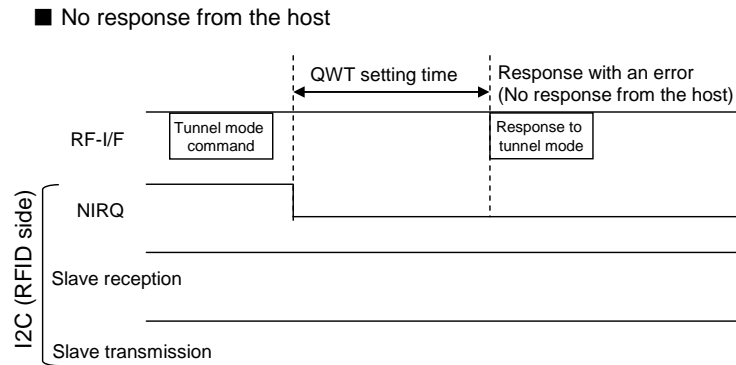 ■ No response from the host
QWT setting time
Response with an error
(No response from the host)
RF-I/F
Tunnel mode
command
Response to
tunnel mode
I2C (RFID side)
NIRQ
Slave reception
Slave transmission